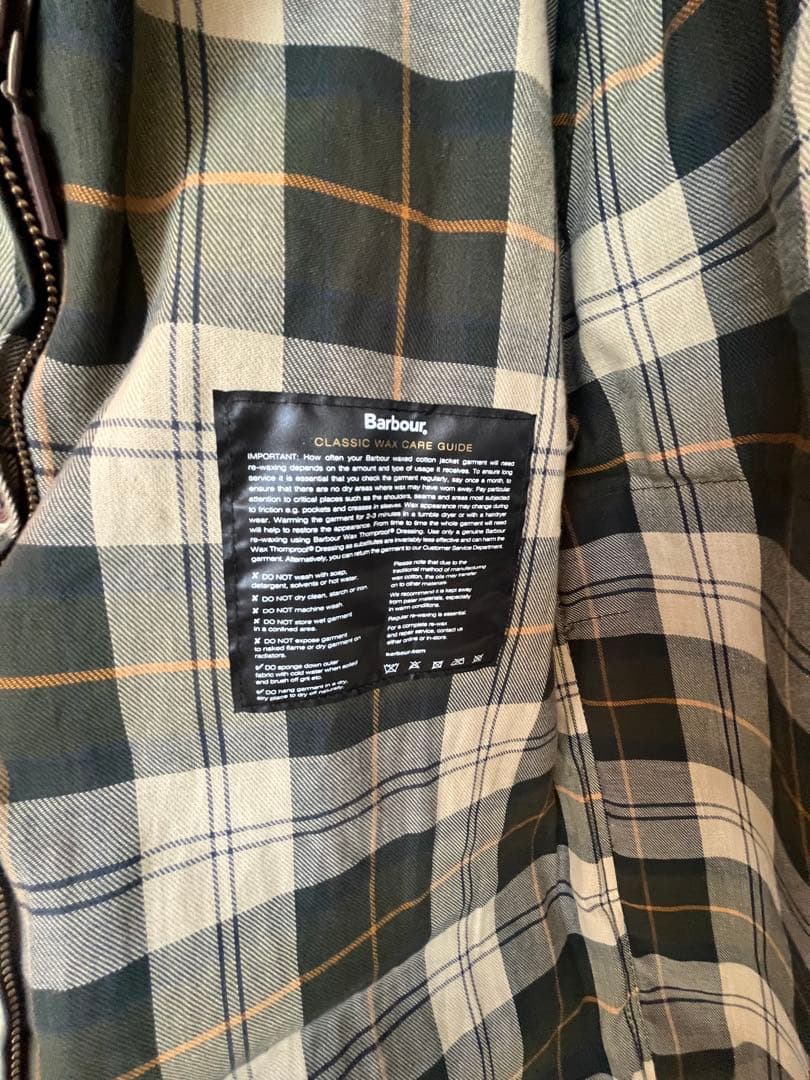 Barbour®
CLASSIC WAX CARE GUIDE
IMPORTANT: How often your Barbour waxed cotton jacket garment will need
re-waxing depends on the amount and type of usage it receives. To ensure long
service it is essential that you check the garment regularly, say once a month, to
ensure that there are no dry areas where wax may have worn away. Pay particular
attention to critical places such as the shoulders, seams and areas most subjected
to friction e.g. pockets and creases in sleeves. Wax appearance may change during
wear. Warming the garment for 2-3 minutes in a tumble dryer or with a hairdryer
will help to restore the appearance. From time to time the whole garment will need
re-waxing using Barbour Wax Thornproof® Dressing. Use only a genuine Barbour
Wax Thornproof® Dressing as substitutes are invariably less effective and can harm the
garment. Alternatively, you can return the garment to our Customer Service Department.
✗ DO NOT wash with soap,
detergent, solvents or hot water.
✗ DO NOT dry clean, starch or iron.
✗ DO NOT machine wash.
✗ DO NOT store wet garment
in a confined area.
✗ DO NOT expose garment
to naked flame or dry garment on
radiators.
✓ DO sponge down outer
fabric with cold water when soiled
and brush off grit etc.
✓ DO hang garment in a dry,
airy place to dry off naturally.
Please note that due to the
traditional method of manufacturing
wax cotton, the oils may transfer
on to other materials.
We recommend it is kept away
from paler materials, especially
in warm conditions.
Regular re-waxing is essential.
For a complete re-wax
and repair service, contact us
either online or in-store.
barbour.com